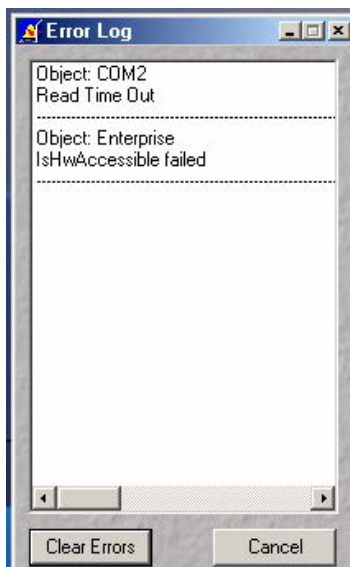 Error Log
Object: COM2
Read Time Out
--------------------------------------------------------
Object: Enterprise
IsHwAccessible failed
--------------------------------------------------------
Clear Errors
Cancel